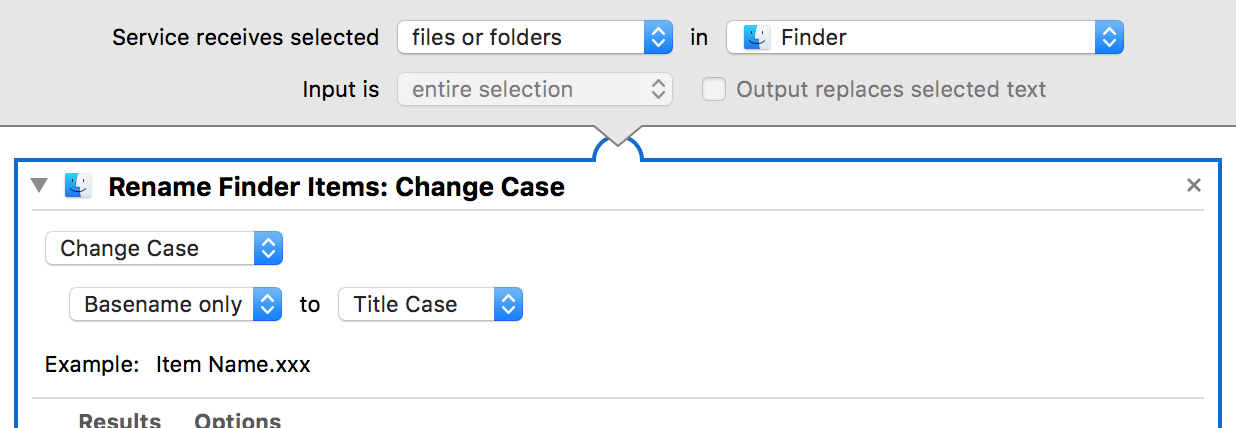 Service receives selected files or folders in Finder
Input is entire selection Output replaces selected text
Rename Finder Items: Change Case
Change Case
Basename only to Title Case
Example: Item Name.xxx
Results Options